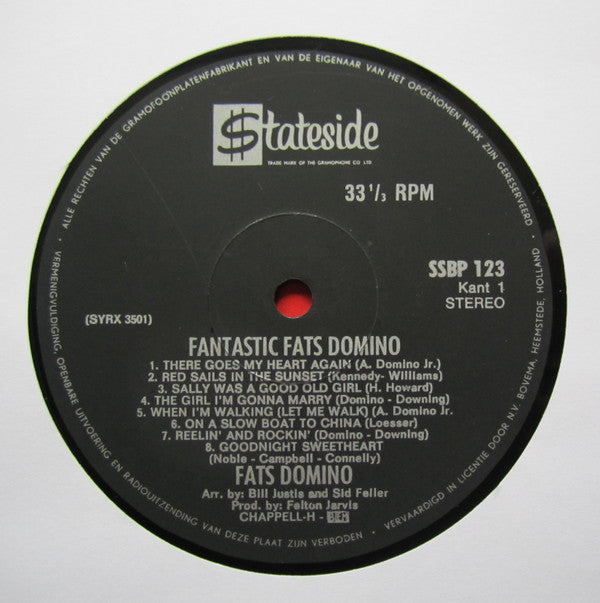 $tateside
TRADE MARK OF THE GRAMOPHONE CO LTD
33 1/3 RPM
SSBP 123
Kant 1
STEREO
(SYRX 3501)
FANTASTIC FATS DOMINO
1. THERE GOES MY HEART AGAIN (A. Domino Jr.)
2. RED SAILS IN THE SUNSET (Kennedy- Williams)
3. SALLY WAS A GOOD OLD GIRL (H. Howard)
4. THE GIRL I'M GONNA MARRY (Domino - Downing)
5. WHEN I'M WALKING (LET ME WALK) (A. Domino Jr.
6. ON A SLOW BOAT TO CHINA (Loesser)
7. REELIN' AND ROCKIN' (Domino - Downing)
8. GOODNIGHT SWEETHEART
(Noble - Campbell - Connelly)
FATS DOMINO
Arr. by: Bill Justis and Sid Feller
Prod. by: Felton Jarvis
CHAPPELL-H - BIEM
• ALLE RECHTEN VAN DE GRAMOFOONPLATENFABRIKANT EN VAN DE EIGENAAR VAN HET OPGENOMEN WERK ZIJN GERESERVEERD •
VERMENIGVULDIGING, OPENBARE UITVOERING EN RADIOUITZENDING VAN DEZE PLAAT ZIJN VERBODEN • VERVAARDIGD IN LICENTIE DOOR N.V. BOVEMA, HEEMSTEDE, HOLLAND